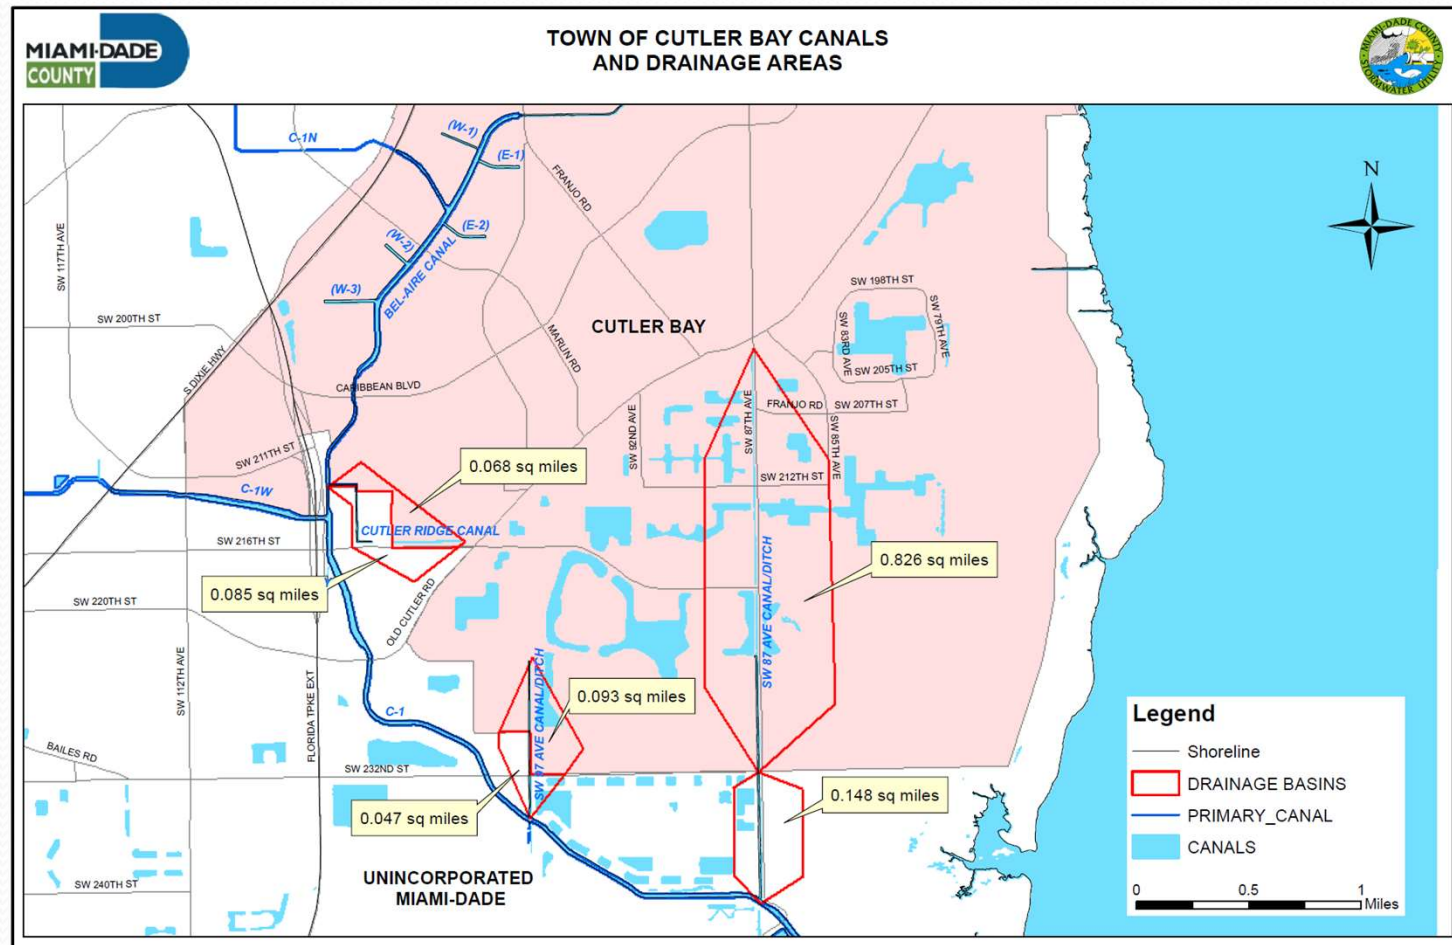 MIAMI-DADE
COUNTY
TOWN OF CUTLER BAY CANALS
AND DRAINAGE AREAS
MIAMI-DADE COUNTY
STORMWATER UTILITY
C-1N
(W-1)
(E-1)
FRANJO RD
N
SW 117TH AVE
(E-2)
(W-2)
BEL-AIRE CANAL
(W-3)
SW 198TH ST
SW 79TH AVE
SW 83RD AVE
SW 200TH ST
CUTLER BAY
MARLIN RD
S DIXIE HWY
SW 205TH ST
CARIBBEAN BLVD
SW 92ND AVE
SW 87TH AVE
FRANJO RD
SW 207TH ST
SW 85TH AVE
SW 211TH ST
0.068 sq miles
SW 212TH ST
C-1W
CUTLER RIDGE CANAL
SW 216TH ST
0.826 sq miles
0.085 sq miles
SW 220TH ST
OLD CUTLER RD
SW 87 AVE CANAL/DITCH
SW 112TH AVE
FLORIDA TPKE EXT
SW 97 AVE CANAL/DITCH
0.093 sq miles
C-1
BAILES RD
SW 232ND ST
0.148 sq miles
0.047 sq miles
UNINCORPORATED
MIAMI-DADE
SW 240TH ST
Legend
Shoreline
DRAINAGE BASINS
PRIMARY_CANAL
CANALS
0 0.5 1
Miles